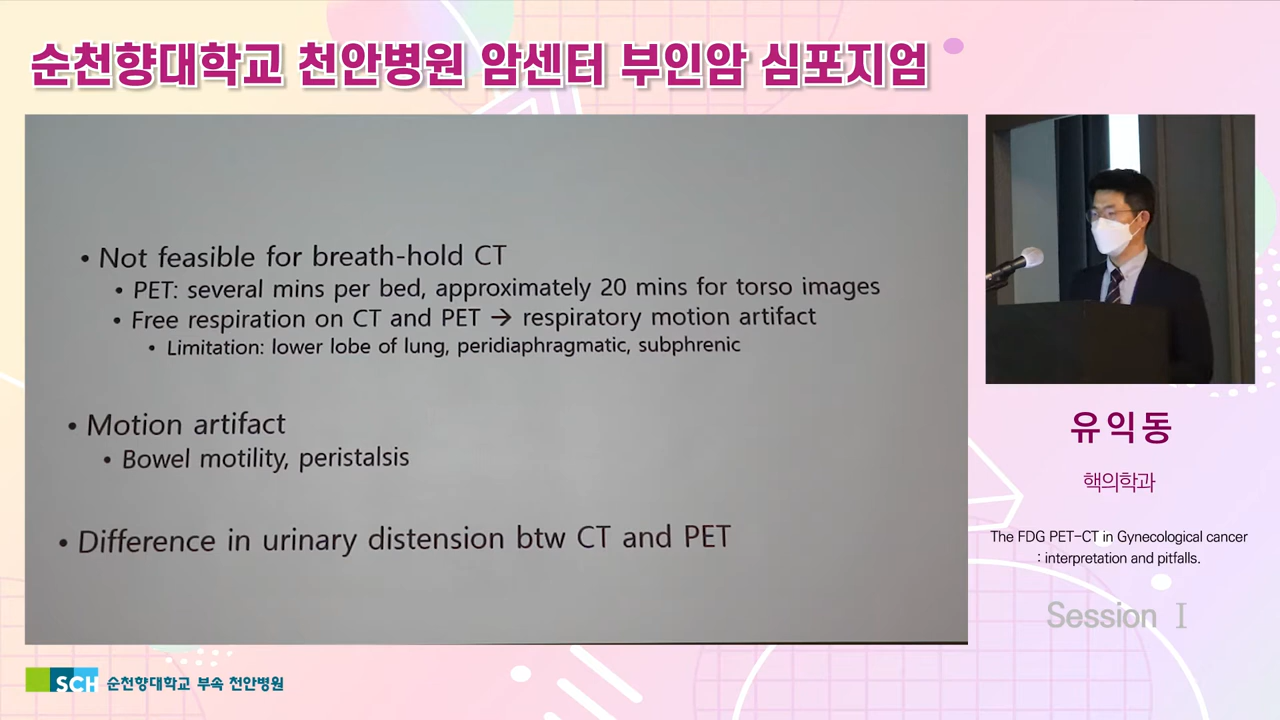 순천향대학교 천안병원 암센터 부인암 심포지엄
• Not feasible for breath-hold CT
• PET: several mins per bed, approximately 20 mins for torso images
• Free respiration on CT and PET → respiratory motion artifact
• Limitation: lower lobe of lung, peridiaphragmatic, subphrenic
• Motion artifact
• Bowel motility, peristalsis
• Difference in urinary distension btw CT and PET
유익동
핵의학과
The FDG PET-CT in Gynecological cancer
: interpretation and pitfalls.
Session Ⅰ
SCH 순천향대학교 부속 천안병원